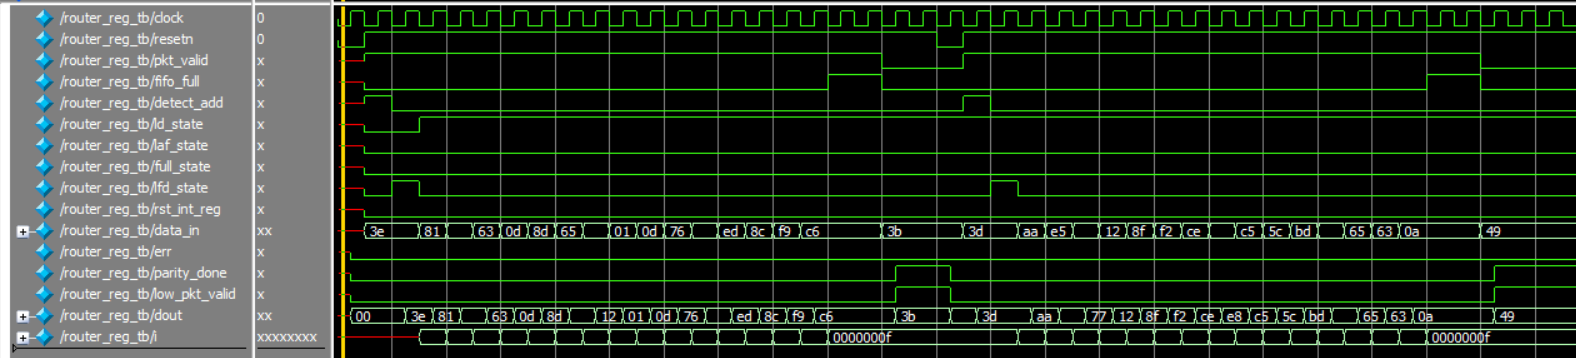 /router_reg_tb/clock 0
/router_reg_tb/resetn 0
/router_reg_tb/pkt_valid x
/router_reg_tb/fifo_full x
/router_reg_tb/detect_add x
/router_reg_tb/ld_state x
/router_reg_tb/laf_state x
/router_reg_tb/full_state x
/router_reg_tb/lfd_state x
/router_reg_tb/rst_int_reg x
/router_reg_tb/data_in xx 3e 81 63 0d 8d 65 01 0d 76 ed 8c f9 c6 3b 3d aa e5 12 8f f2 ce c5 5c bd 65 63 0a 49
/router_reg_tb/err x
/router_reg_tb/parity_done x
/router_reg_tb/low_pkt_valid x
/router_reg_tb/dout xx 00 3e 81 63 0d 8d 12 01 0d 76 ed 8c f9 c6 3b 3d aa 77 12 8f f2 ce e8 c5 5c bd 65 63 0a 49
/router_reg_tb/i xxxxxxxx 0000000f 0000000f